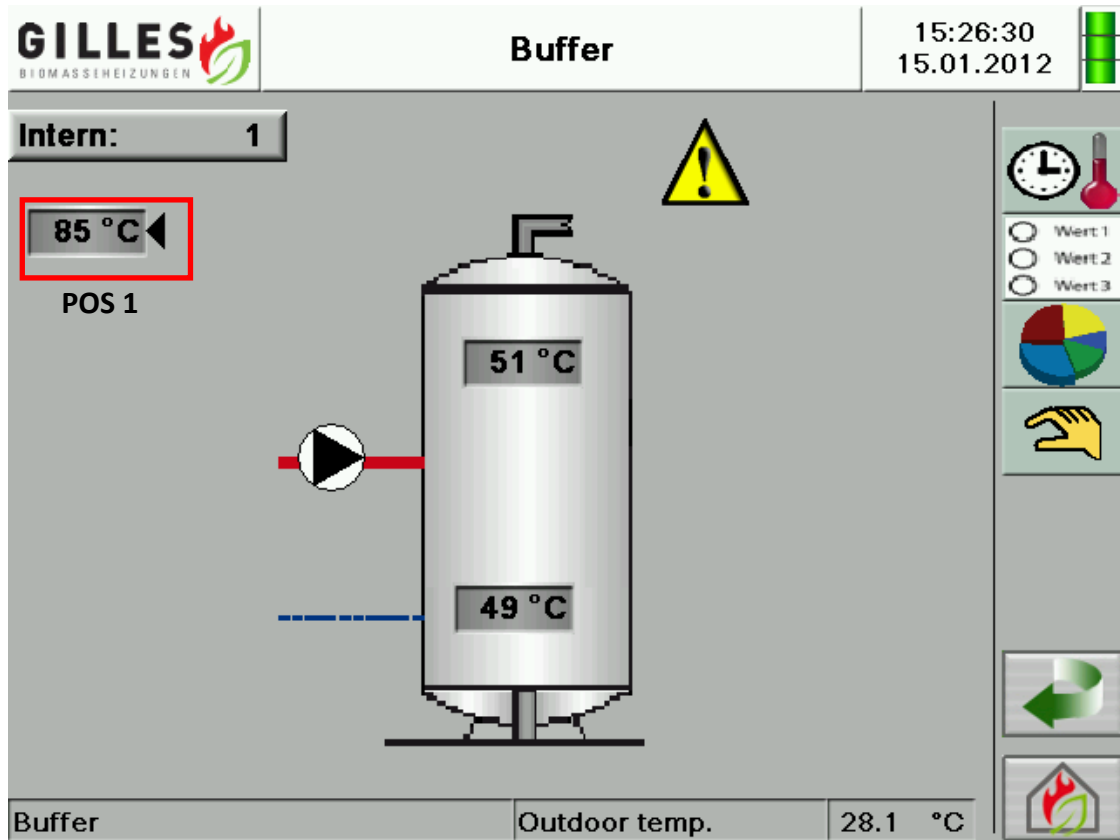 GILLES
BIOMASSEHEIZUNGEN
Buffer
15:26:30
15.01.2012
Intern: 1
85 °C
POS 1
51 °C
49 °C
Wert 1
Wert 2
Wert 3
Buffer
Outdoor temp.
28.1 °C